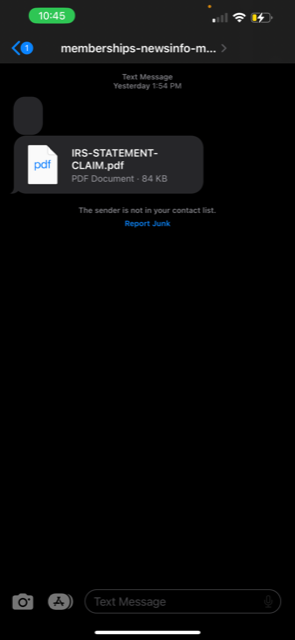 10:45
1
memberships-newsinfo-m...
Text Message
Yesterday 1:54 PM
pdf
IRS-STATEMENT-
CLAIM.pdf
PDF Document · 84 KB
The sender is not in your contact list.
Report Junk
Text Message